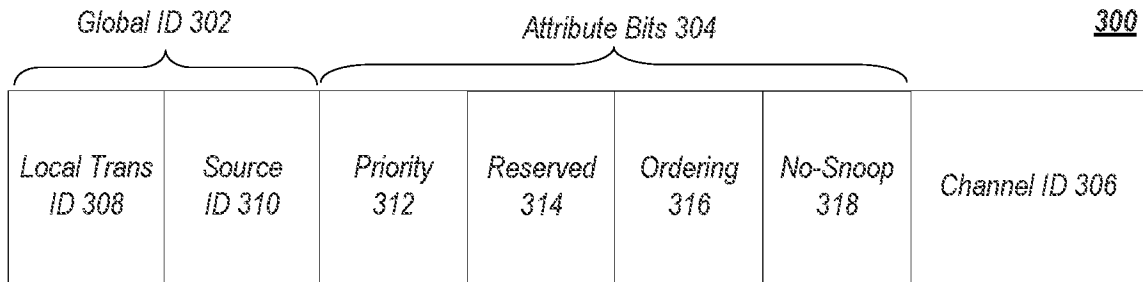 Global ID 302
Attribute Bits 304
300
Local Trans
ID 308
Source
ID 310
Priority
312
Reserved
314
Ordering
316
No-Snoop
318
Channel ID 306